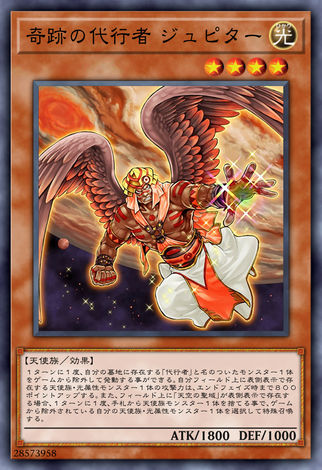 奇跡の代行者 ジュピター
光
【天使族／効果】
１ターンに１度、自分の墓地に存在する「代行者」と名のついたモンスター１体
をゲームから除外して発動する事ができる。自分フィールド上に表側表示で存
在する天使族・光属性モンスター１体の攻撃力は、エンドフェイズ時まで８００
ポイントアップする。また、フィールド上に「天空の聖域」が表側表示で存在す
る場合、１ターンに１度、手札から天使族モンスター１体を捨てる事で、ゲーム
から除外されている自分の天使族・光属性モンスター１体を選択して特殊召喚
する。
ATK/1800 DEF/1000
28573958